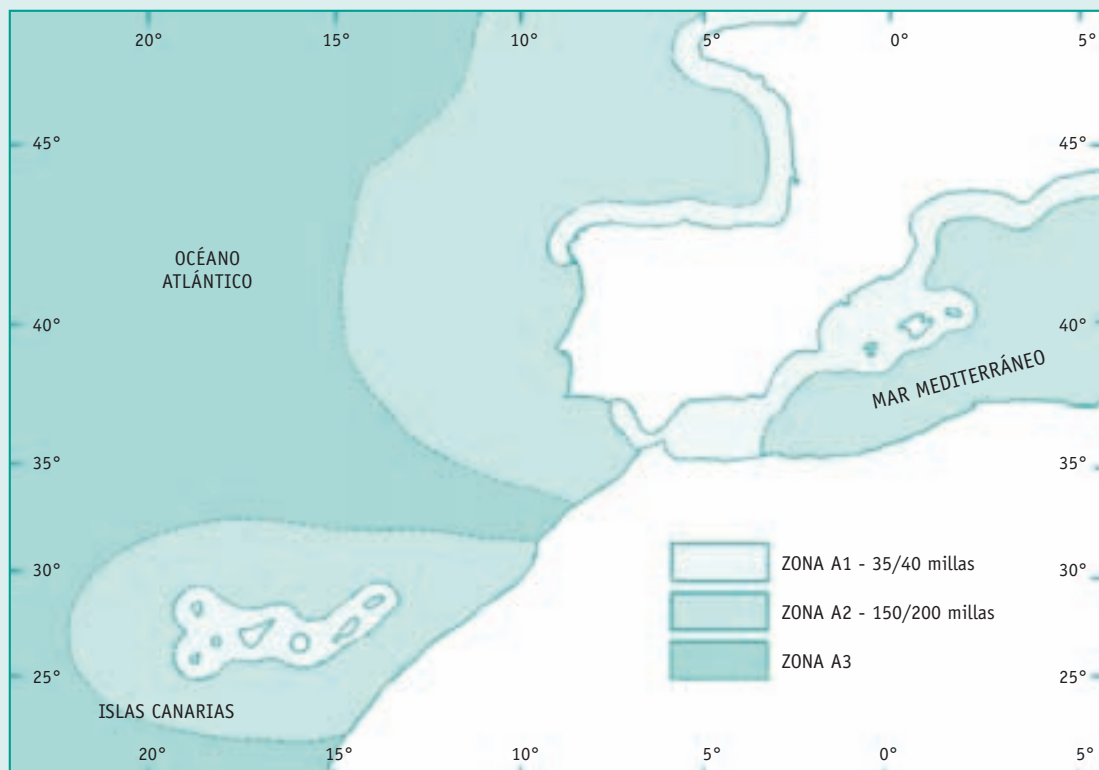 20° 15° 10° 5° 0° 5°
45° 45°
OCÉANO
ATLÁNTICO
40° 40°
MAR MEDITERRÁNEO
35° 35°
ZONA A1 - 35/40 millas
30° 30°
ZONA A2 - 150/200 millas
ZONA A3
25° 25°
ISLAS CANARIAS
20° 15° 10° 5° 0° 5°